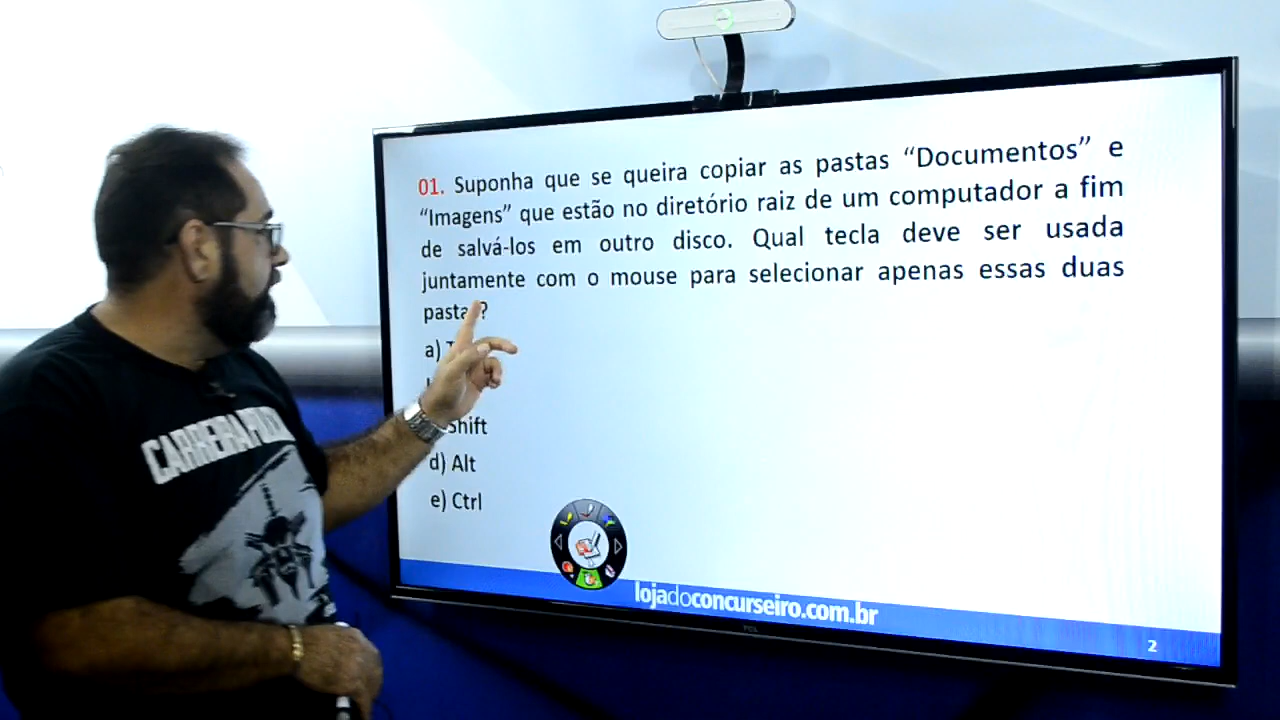 01. Suponha que se queira copiar as pastas “Documentos” e
“Imagens” que estão no diretório raiz de um computador a fim
de salvá-los em outro disco. Qual tecla deve ser usada
juntamente com o mouse para selecionar apenas essas duas
?
a)
Shift
d) Alt
e) Ctrl
lojadoconcurseiro.com.br
2